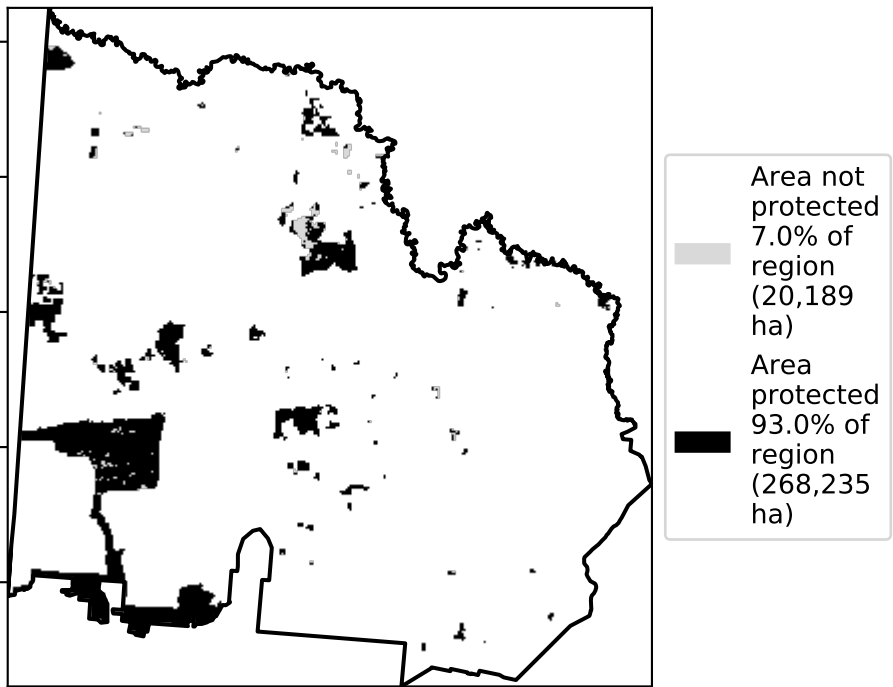 Area not
protected
7.0% of
region
(20,189
ha)
Area
protected
93.0% of
region
(268,235
ha)